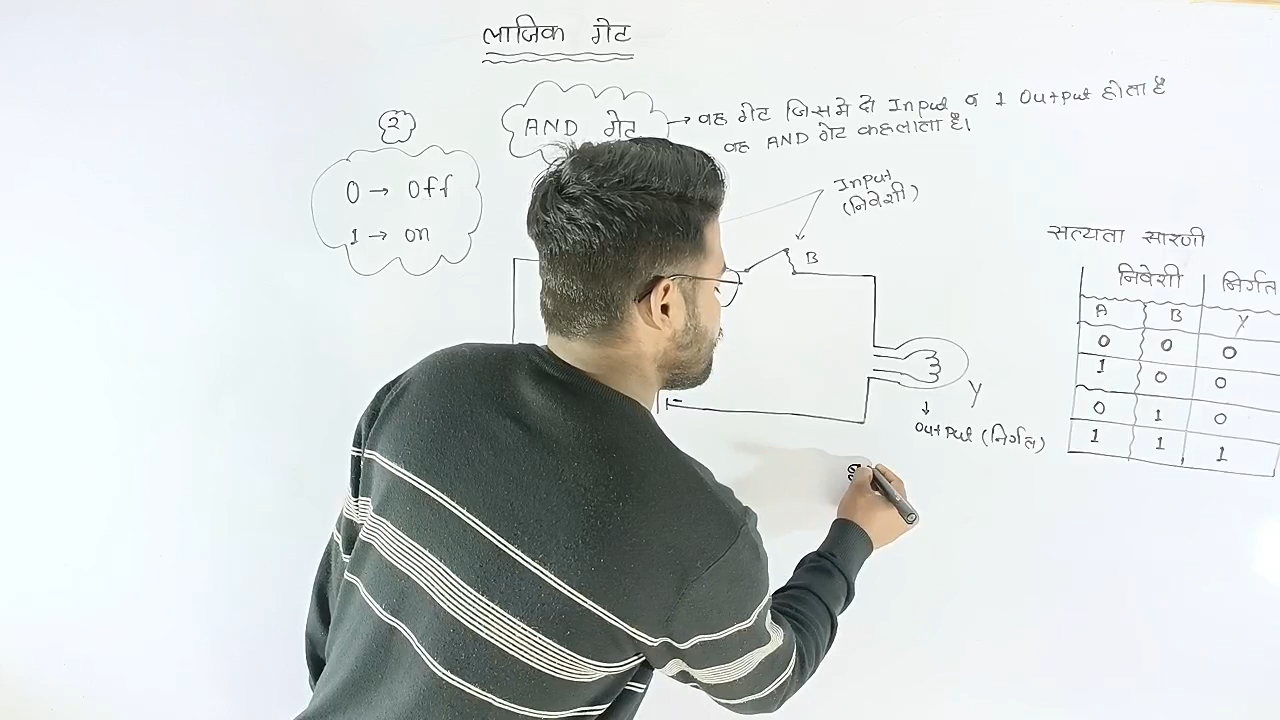 लाजिक गेट
2
AND गेट
→ वह गेट जिसमे दो Input व 1 Output होता है
वह AND गेट कहलाता है।
0 → Off
1 → on
Input
(निवेशी)
B
Y
Output (निर्गत)
सत्यता सारणी
निवेशी निर्गत
A B Y
0 0 0
1 0 0
0 1 0
1 1 1